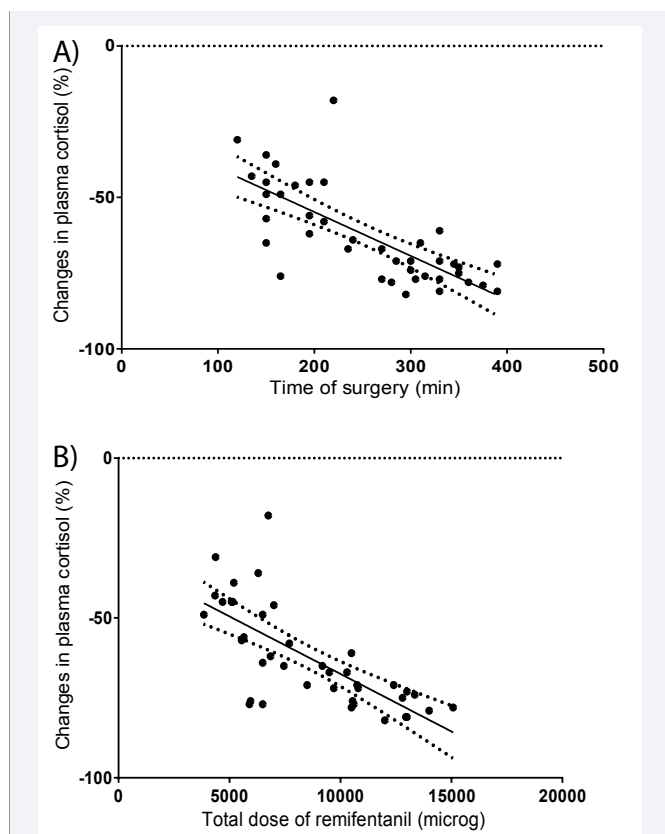 A)
Changes in plasma cortisol (%)
0
-50
-100
0 100 200 300 400 500
Time of surgery (min)
B)
Changes in plasma cortisol (%)
0
-50
-100
0 5000 10000 15000 20000
Total dose of remifentanil (microg)